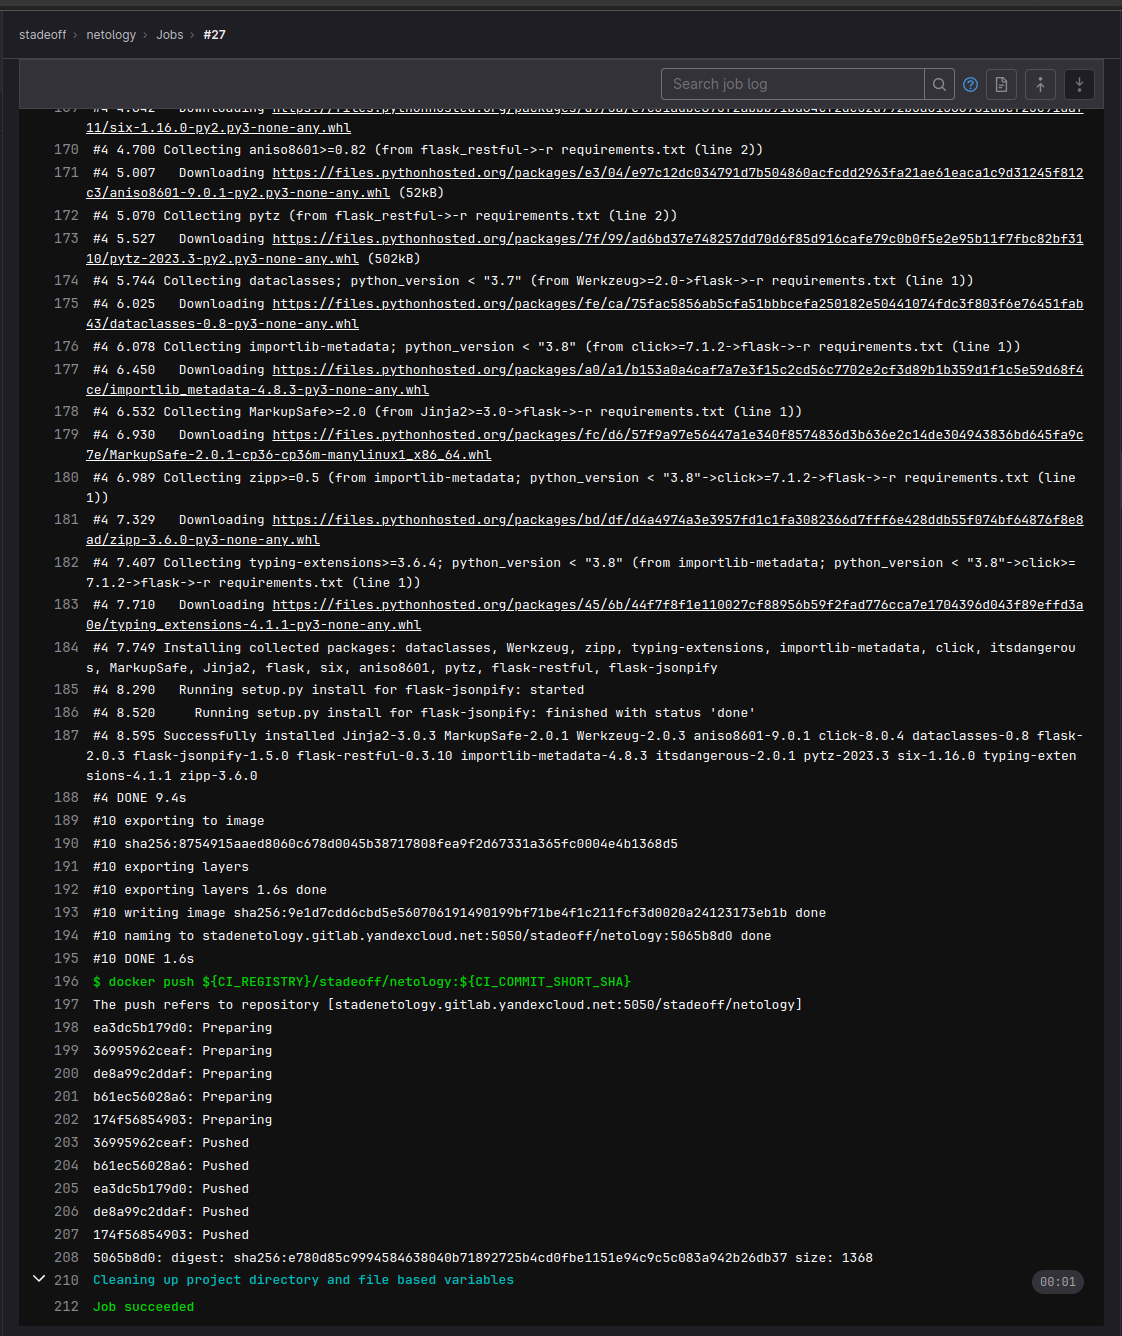 stadeoff › netology › Jobs › #27
Search job log
11/six-1.16.0-py2.py3-none-any.whl
170 #4 4.700 Collecting aniso8601>=0.82 (from flask_restful->-r requirements.txt (line 2))
171 #4 5.007   Downloading https://files.pythonhosted.org/packages/e3/04/e97c12dc034791d7b504860acfcdd2963fa21ae61eaca1c9d31245f812
c3/aniso8601-9.0.1-py2.py3-none-any.whl (52kB)
172 #4 5.070 Collecting pytz (from flask_restful->-r requirements.txt (line 2))
173 #4 5.527   Downloading https://files.pythonhosted.org/packages/7f/99/ad6bd37e748257dd70d6f85d916cafe79c0b0f5e2e95b11f7fbc82bf31
10/pytz-2023.3-py2.py3-none-any.whl (502kB)
174 #4 5.744 Collecting dataclasses; python_version < "3.7" (from Werkzeug>=2.0->flask->-r requirements.txt (line 1))
175 #4 6.025   Downloading https://files.pythonhosted.org/packages/fe/ca/75fac5856ab5cfa51bbbcefa250182e50441074fdc3f803f6e76451fab
43/dataclasses-0.8-py3-none-any.whl
176 #4 6.078 Collecting importlib-metadata; python_version < "3.8" (from click>=7.1.2->flask->-r requirements.txt (line 1))
177 #4 6.450   Downloading https://files.pythonhosted.org/packages/a0/a1/b153a0a4caf7a7e3f15c2cd56c7702e2cf3d89b1b359d1f1c5e59d68f4
ce/importlib_metadata-4.8.3-py3-none-any.whl
178 #4 6.532 Collecting MarkupSafe>=2.0 (from Jinja2>=3.0->flask->-r requirements.txt (line 1))
179 #4 6.930   Downloading https://files.pythonhosted.org/packages/fc/d6/57f9a97e56447a1e340f8574836d3b636e2c14de304943836bd645fa9c
7e/MarkupSafe-2.0.1-cp36-cp36m-manylinux1_x86_64.whl
180 #4 6.989 Collecting zipp>=0.5 (from importlib-metadata; python_version < "3.8"->click>=7.1.2->flask->-r requirements.txt (line
1))
181 #4 7.329   Downloading https://files.pythonhosted.org/packages/bd/df/d4a4974a3e3957fd1c1fa3082366d7fff6e428ddb55f074bf64876f8e8
ad/zipp-3.6.0-py3-none-any.whl
182 #4 7.407 Collecting typing-extensions>=3.6.4; python_version < "3.8" (from importlib-metadata; python_version < "3.8"->click>=
7.1.2->flask->-r requirements.txt (line 1))
183 #4 7.710   Downloading https://files.pythonhosted.org/packages/45/6b/44f7f8f1e110027cf88956b59f2fad776cca7e1704396d043f89effd3a
0e/typing_extensions-4.1.1-py3-none-any.whl
184 #4 7.749 Installing collected packages: dataclasses, Werkzeug, zipp, typing-extensions, importlib-metadata, click, itsdangerou
s, MarkupSafe, Jinja2, flask, six, aniso8601, pytz, flask-restful, flask-jsonpify
185 #4 8.290   Running setup.py install for flask-jsonpify: started
186 #4 8.520     Running setup.py install for flask-jsonpify: finished with status 'done'
187 #4 8.595 Successfully installed Jinja2-3.0.3 MarkupSafe-2.0.1 Werkzeug-2.0.3 aniso8601-9.0.1 click-8.0.4 dataclasses-0.8 flask-
2.0.3 flask-jsonpify-1.5.0 flask-restful-0.3.10 importlib-metadata-4.8.3 itsdangerous-2.0.1 pytz-2023.3 six-1.16.0 typing-exten
sions-4.1.1 zipp-3.6.0
188 #4 DONE 9.4s
189 #10 exporting to image
190 #10 sha256:8754915aaed8060c678d0045b38717808fea9f2d67331a365fc0004e4b1368d5
191 #10 exporting layers
192 #10 exporting layers 1.6s done
193 #10 writing image sha256:9e1d7cdd6cbd5e560706191490199bf71be4f1c211fcf3d0020a24123173eb1b done
194 #10 naming to stadenetology.gitlab.yandexcloud.net:5050/stadeoff/netology:5065b8d0 done
195 #10 DONE 1.6s
196 $ docker push ${CI_REGISTRY}/stadeoff/netology:${CI_COMMIT_SHORT_SHA}
197 The push refers to repository [stadenetology.gitlab.yandexcloud.net:5050/stadeoff/netology]
198 ea3dc5b179d0: Preparing
199 36995962ceaf: Preparing
200 de8a99c2ddaf: Preparing
201 b61ec56028a6: Preparing
202 174f56854903: Preparing
203 36995962ceaf: Pushed
204 b61ec56028a6: Pushed
205 ea3dc5b179d0: Pushed
206 de8a99c2ddaf: Pushed
207 174f56854903: Pushed
208 5065b8d0: digest: sha256:e780d85c9994584638040b71892725b4cd0fbe1151e94c9c5c083a942b26db37 size: 1368
210 Cleaning up project directory and file based variables 00:01
212 Job succeeded